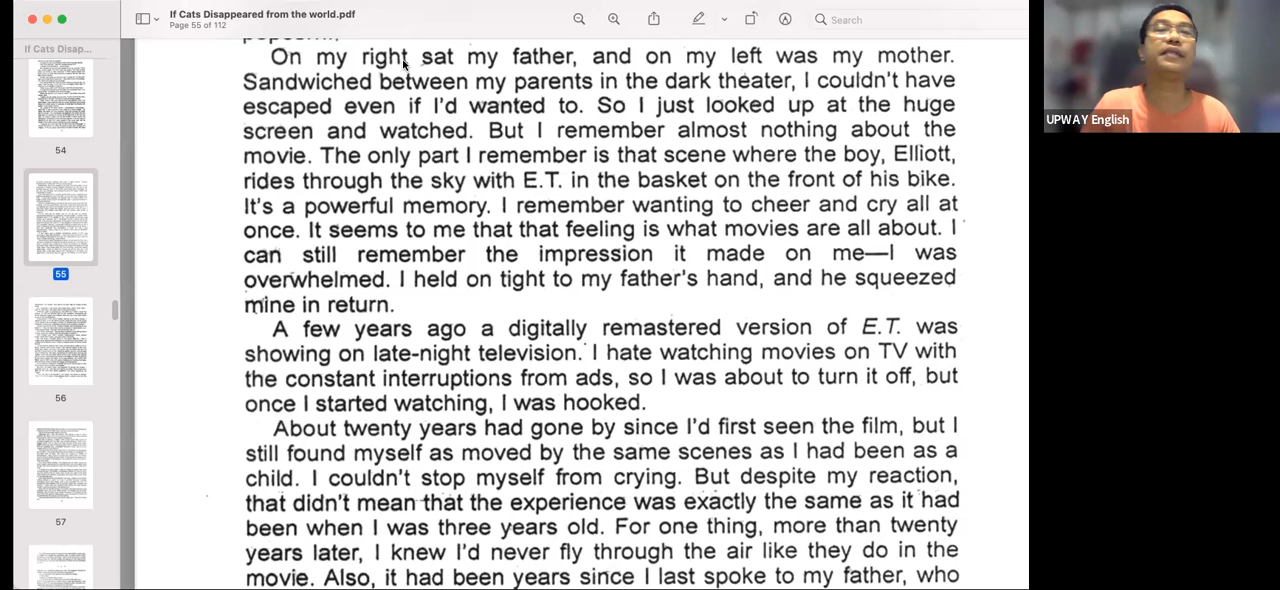 If Cats Disappeared from the world.pdf
Page 55 of 112
Search
If Cats Disap...
54
55
56
57
On my right sat my father, and on my left was my mother.
Sandwiched between my parents in the dark theater, I couldn't have
escaped even if I'd wanted to. So I just looked up at the huge
screen and watched. But I remember almost nothing about the
movie. The only part I remember is that scene where the boy, Elliott,
rides through the sky with E.T. in the basket on the front of his bike.
It's a powerful memory. I remember wanting to cheer and cry all at
once. It seems to me that that feeling is what movies are all about. I
can still remember the impression it made on me—I was
overwhelmed. I held on tight to my father's hand, and he squeezed
mine in return.
A few years ago a digitally remastered version of E.T. was
showing on late-night television. I hate watching movies on TV with
the constant interruptions from ads, so I was about to turn it off, but
once I started watching, I was hooked.
About twenty years had gone by since I'd first seen the film, but I
still found myself as moved by the same scenes as I had been as a
child. I couldn't stop myself from crying. But despite my reaction,
that didn't mean that the experience was exactly the same as it had
been when I was three years old. For one thing, more than twenty
years later, I knew I'd never fly through the air like they do in the
movie. Also, it had been years since I last spoke to my father, who
UPWAY English